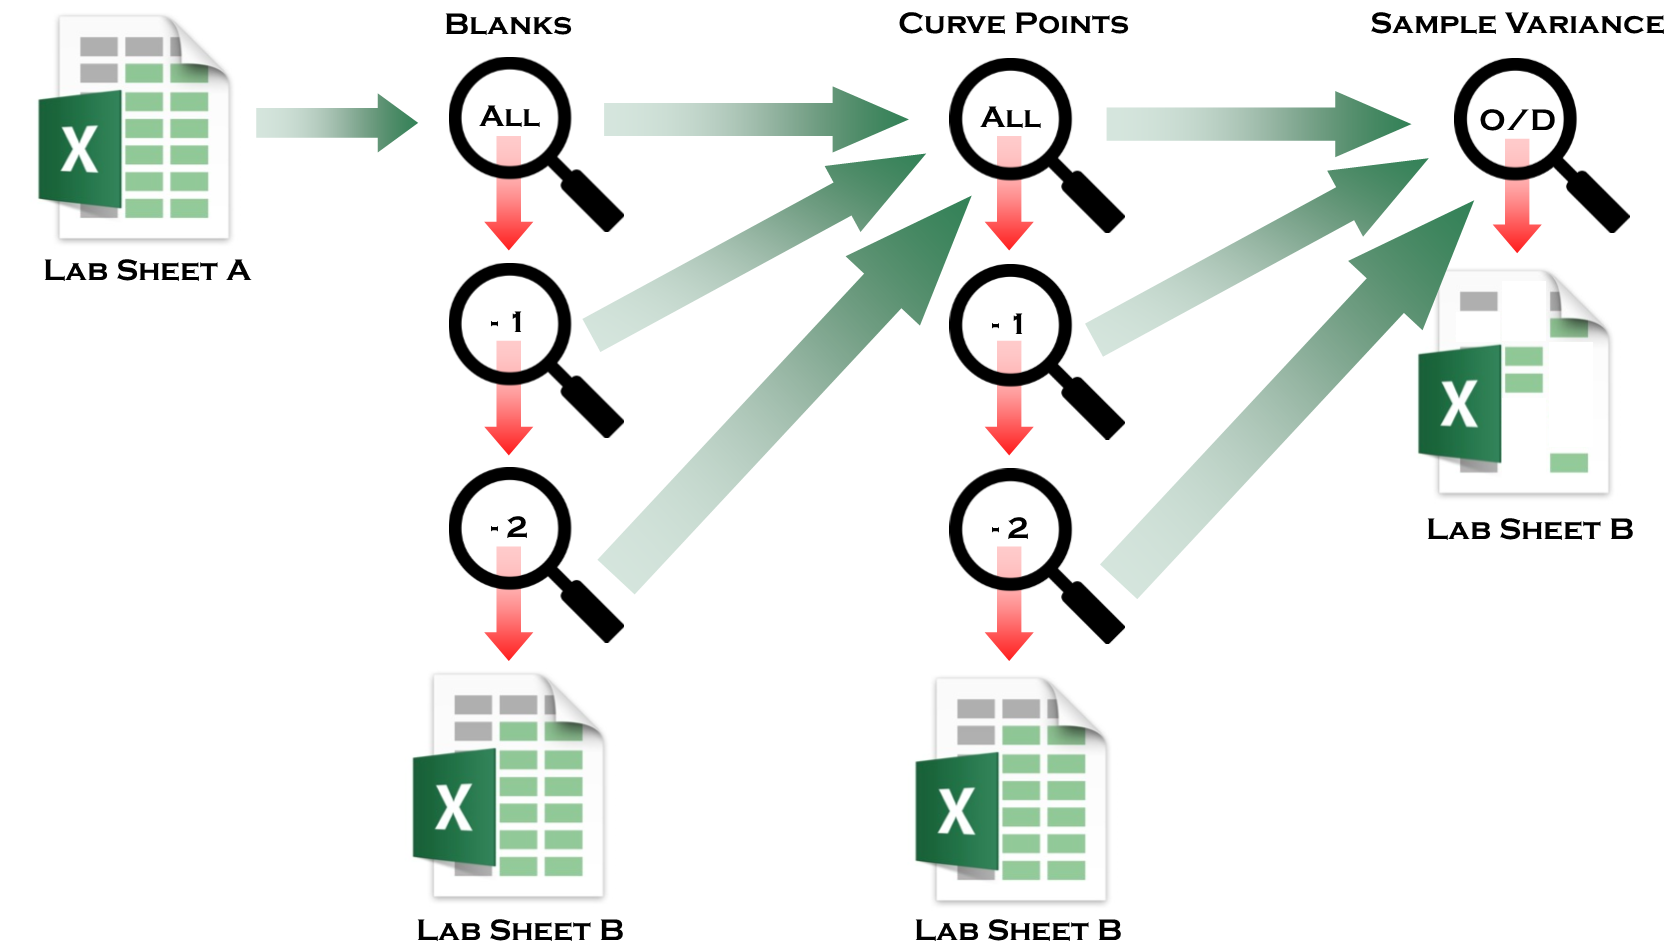 Blanks
Curve Points
Sample Variance
All
All
O/D
X
Lab Sheet A
- 1
- 1
X
- 2
- 2
Lab Sheet B
X
X
Lab Sheet B
Lab Sheet B